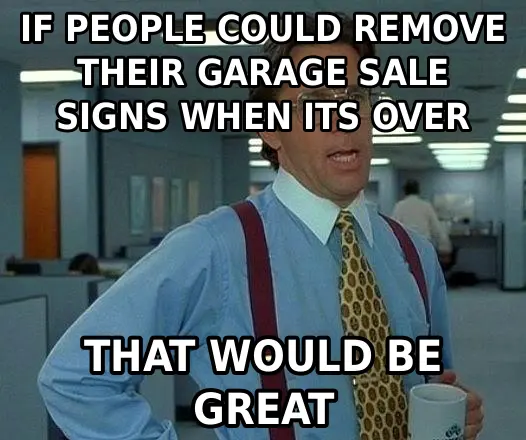 IF PEOPLE COULD REMOVE
THEIR GARAGE SALE
SIGNS WHEN ITS OVER
THAT WOULD BE
GREAT